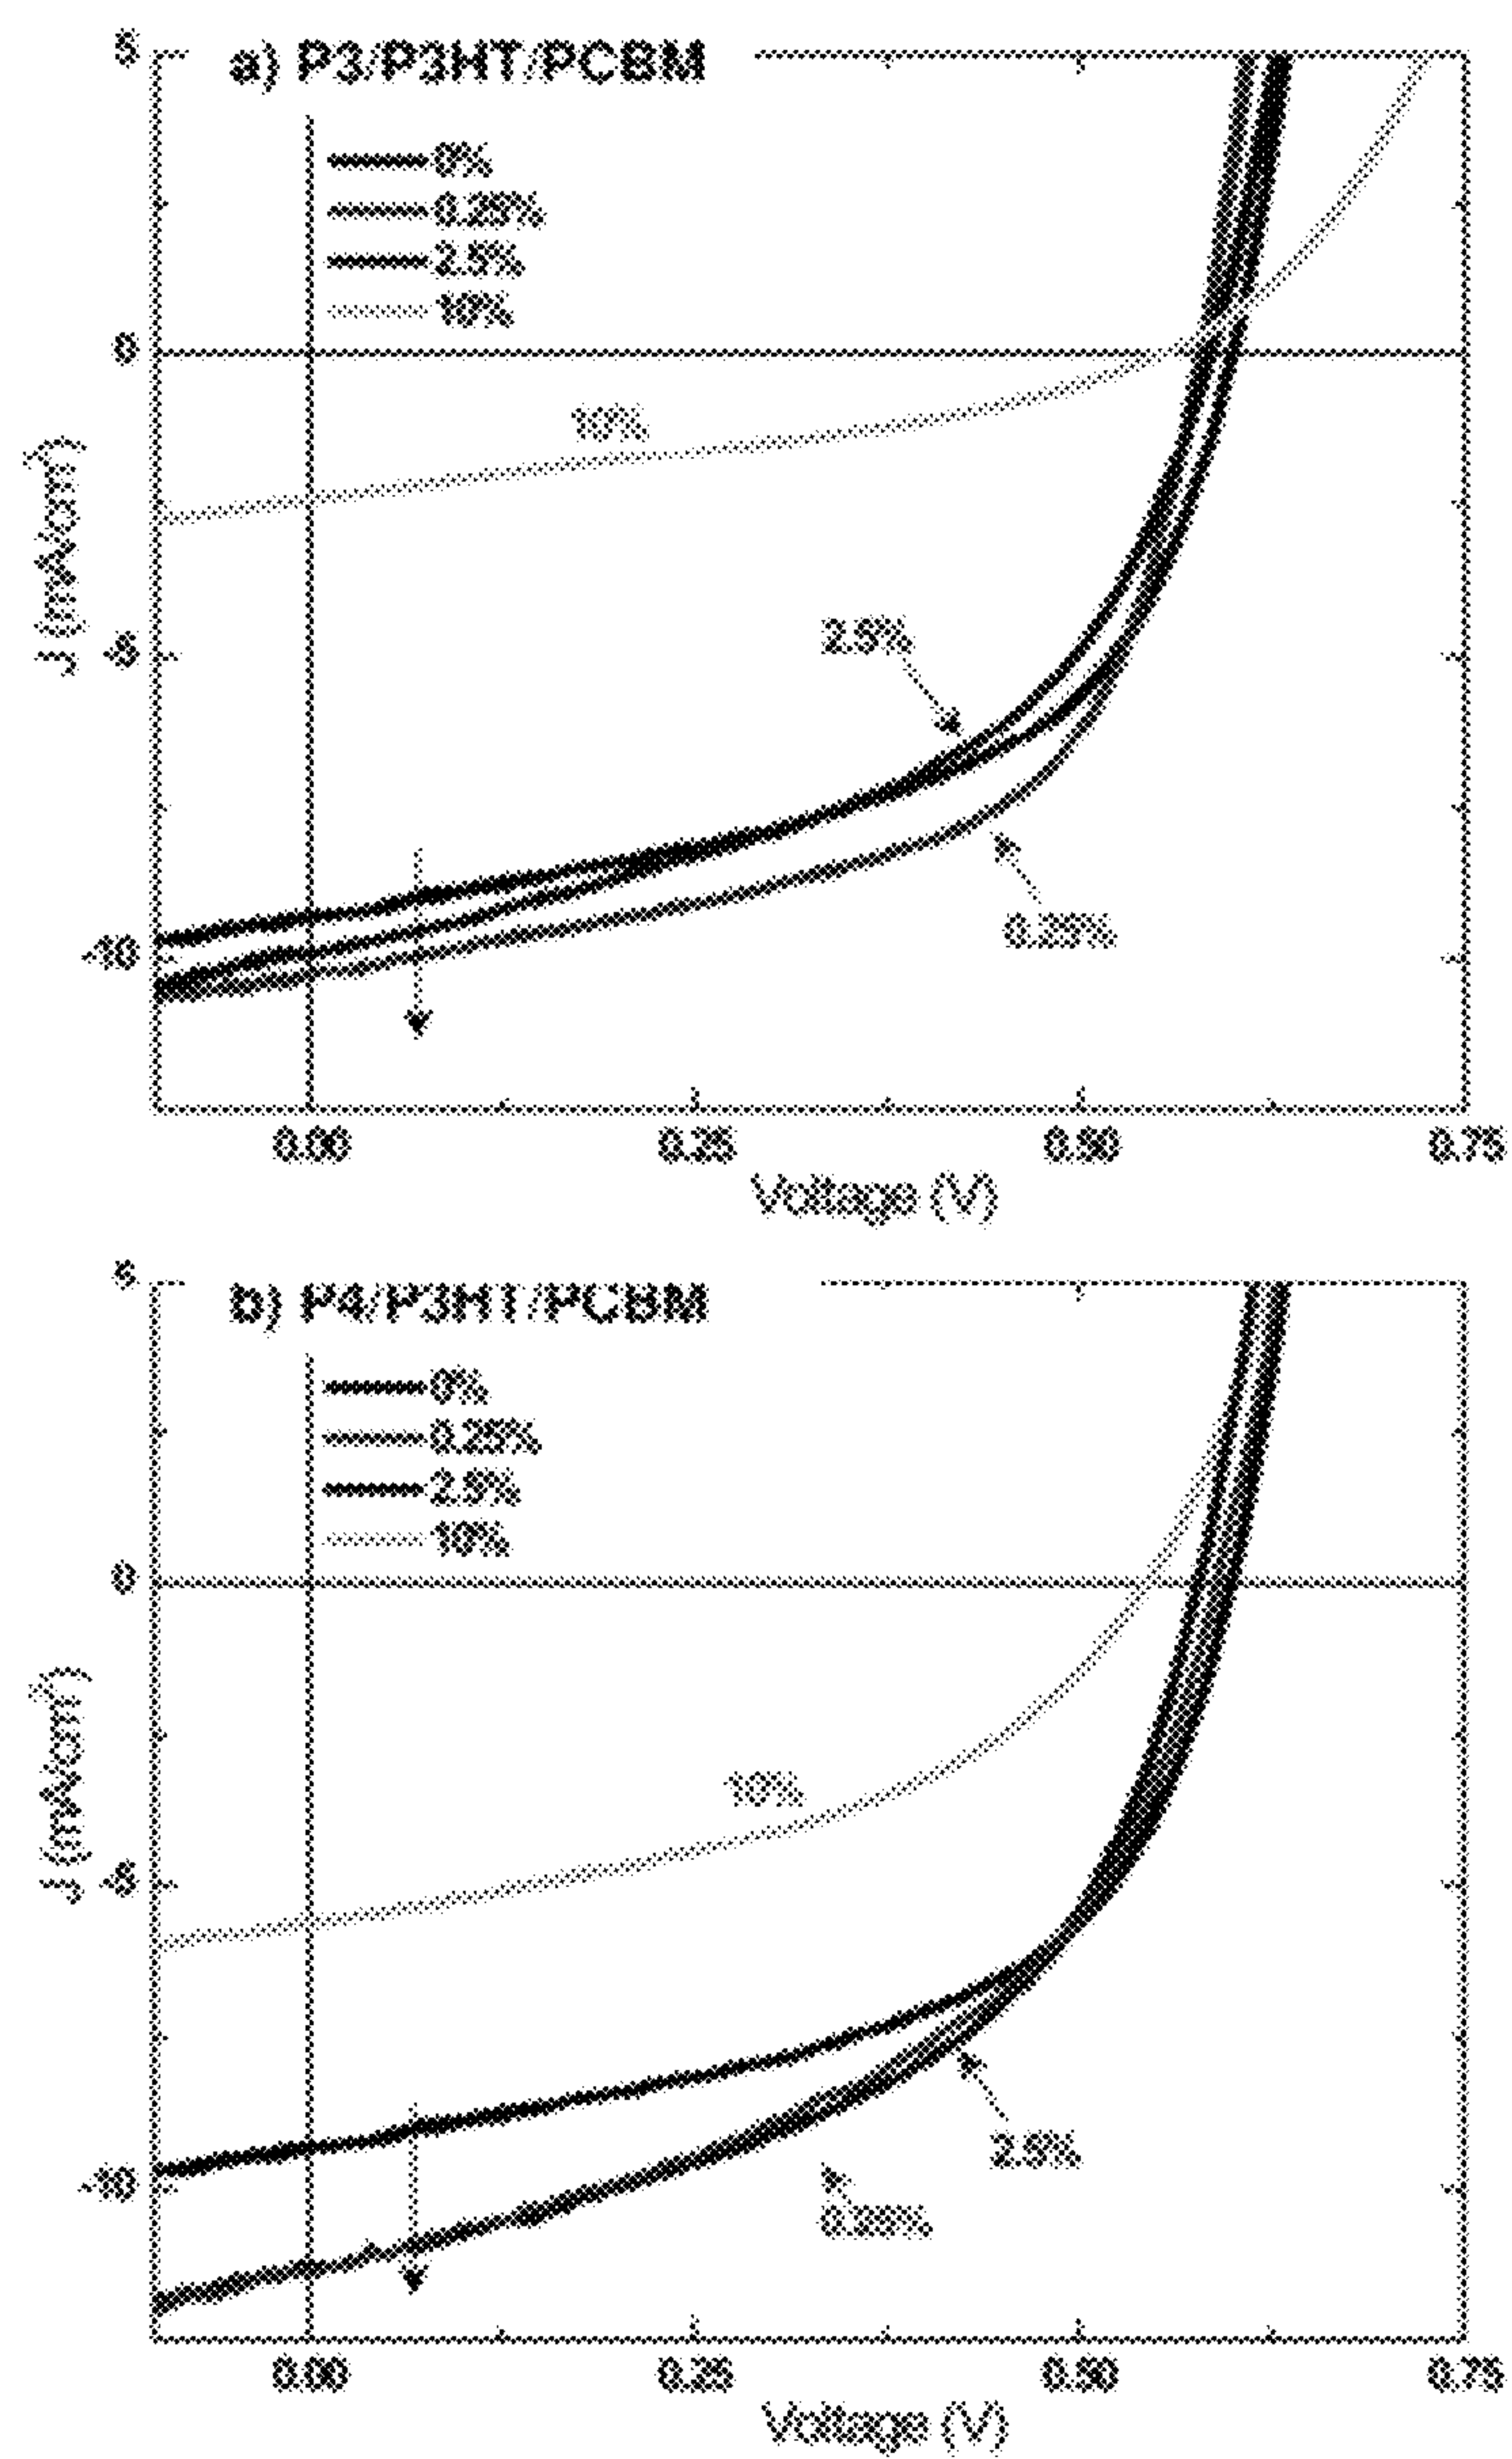 a) P3/P3HT/PCBM
5
0%
0.25%
2.5%
10%
0
10%
J (mA/cm²)
-5
2.5%
0.25%
-10
0.00 0.25 0.50 0.75
Voltage (V)
b) P4/P3HT/PCBM
5
0%
0.25%
2.5%
10%
0
10%
J (mA/cm²)
-5
2.5%
0.25%
-10
0.00 0.25 0.50 0.75
Voltage (V)